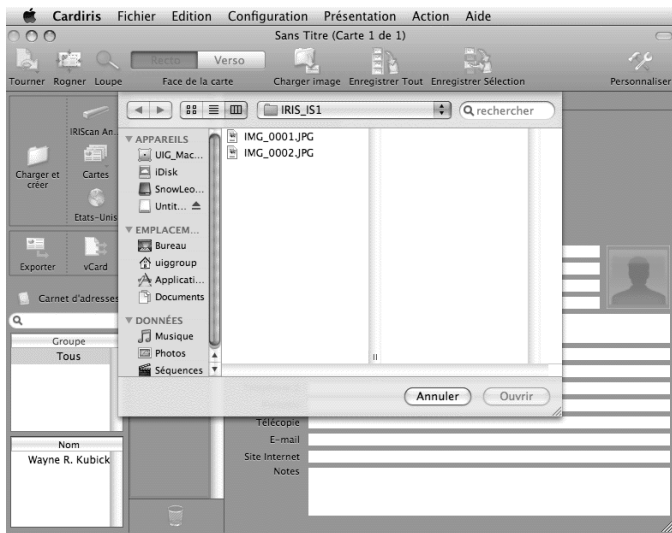 Cardiris Fichier Edition Configuration Présentation Action Aide
Sans Titre (Carte 1 de 1)
Recto Verso
Tourner Rogner Loupe Face de la carte Charger image Enregistrer Tout Enregistrer Sélection Personnaliser
IRIS_IS1
rechercher
IRIScan An...
Charger et créer
Cartes
Etats-Unis
Exporter vCard
Carnet d'adresses
Groupe
Tous
Nom
Wayne R. Kubick
APPAREILS
UIG_Mac...
iDisk
SnowLeo...
Untit...
EMPLACEM...
Bureau
uiggroup
Applicati...
Documents
DONNÉES
Musique
Photos
Séquences
IMG_0001.JPG
IMG_0002.JPG
Annuler Ouvrir
Télécopie
E-mail
Site Internet
Notes